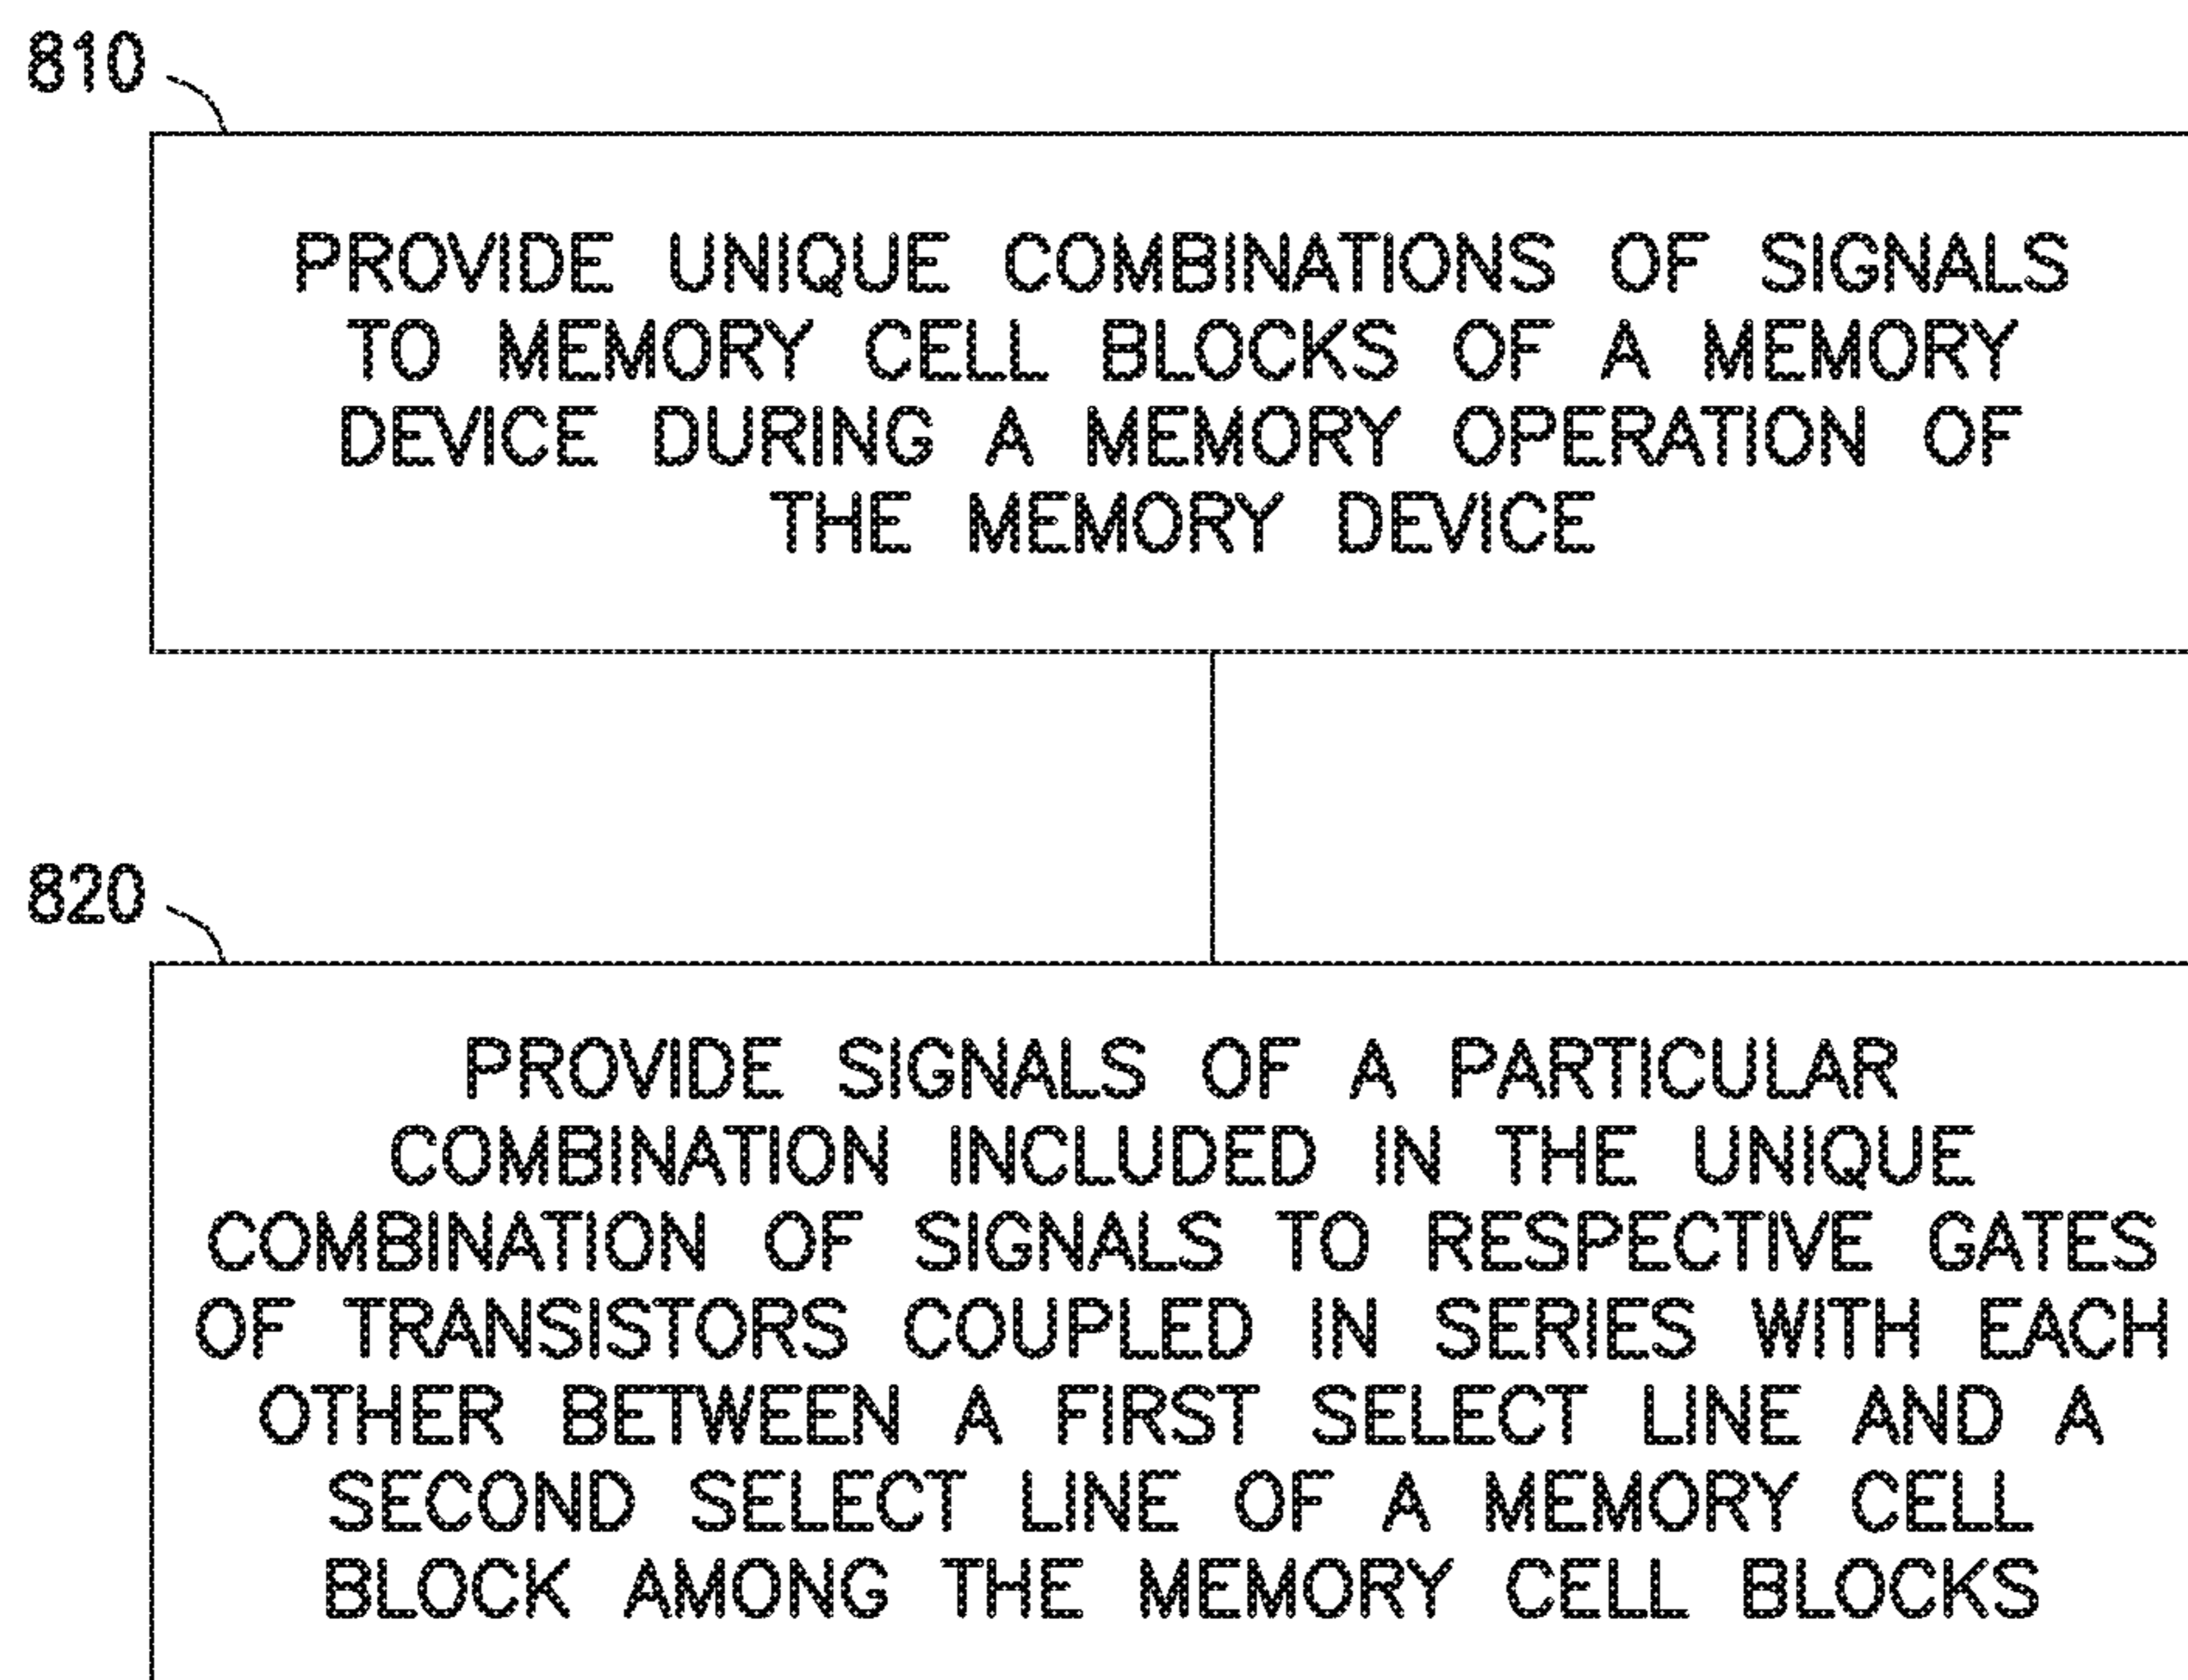 810
PROVIDE UNIQUE COMBINATIONS OF SIGNALS
TO MEMORY CELL BLOCKS OF A MEMORY
DEVICE DURING A MEMORY OPERATION OF
THE MEMORY DEVICE
820
PROVIDE SIGNALS OF A PARTICULAR
COMBINATION INCLUDED IN THE UNIQUE
COMBINATION OF SIGNALS TO RESPECTIVE GATES
OF TRANSISTORS COUPLED IN SERIES WITH EACH
OTHER BETWEEN A FIRST SELECT LINE AND A
SECOND SELECT LINE OF A MEMORY CELL
BLOCK AMONG THE MEMORY CELL BLOCKS